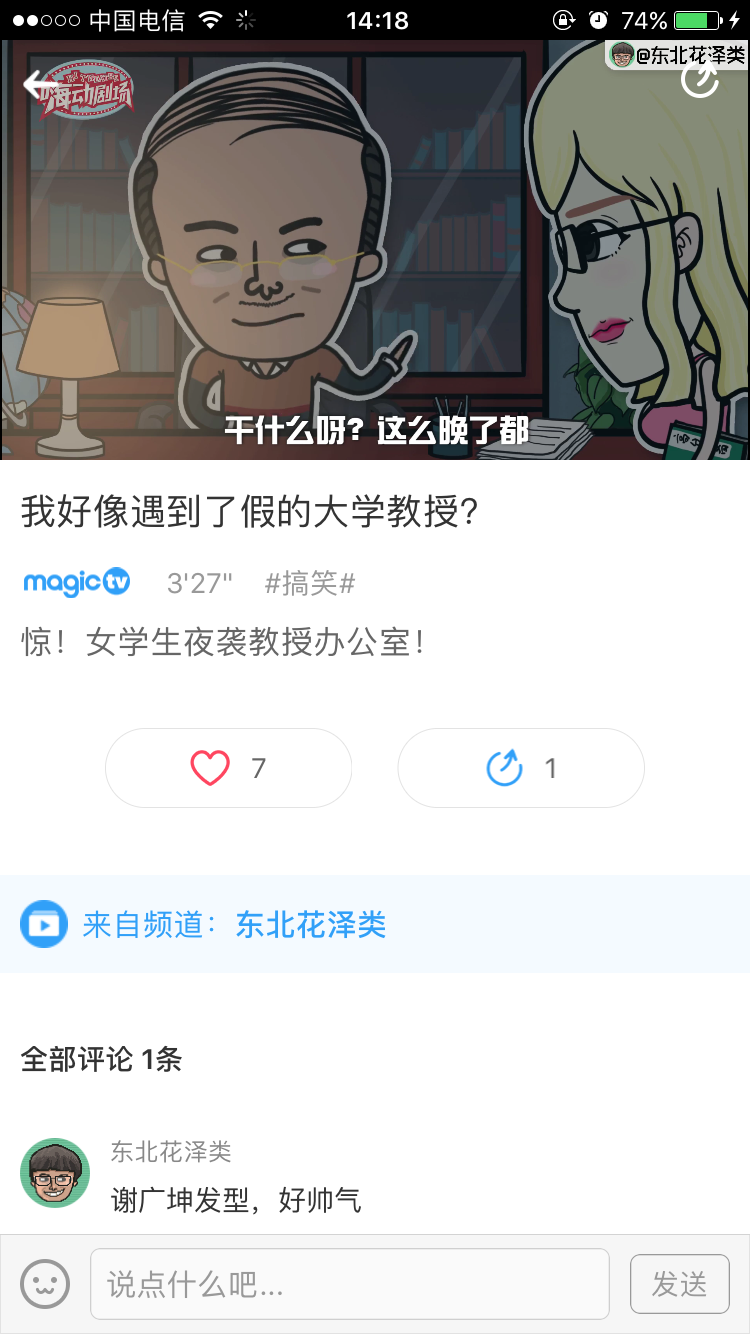 中国电信
14:18
74%
@东北花泽类
嗨动剧场
干什么呀？这么晚了都
我好像遇到了假的大学教授？
magic tv 3'27" #搞笑#
惊！女学生夜袭教授办公室！
7
1
来自频道：东北花泽类
全部评论 1条
东北花泽类
谢广坤发型，好帅气
说点什么吧...
发送